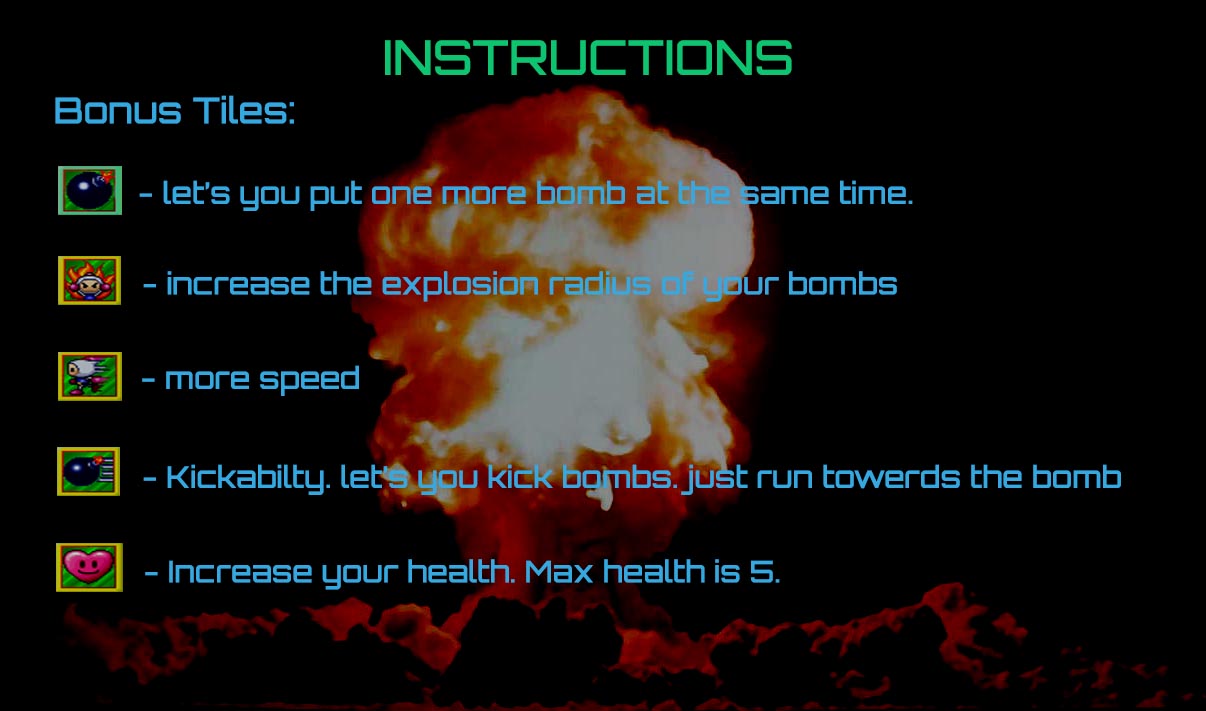 INSTRUCTIONS
Bonus Tiles:
- let's you put one more bomb at the same time.
- increase the explosion radius of your bombs
- more speed
- Kickabilty. let's you kick bombs. just run towerds the bomb
- Increase your health. Max health is 5.